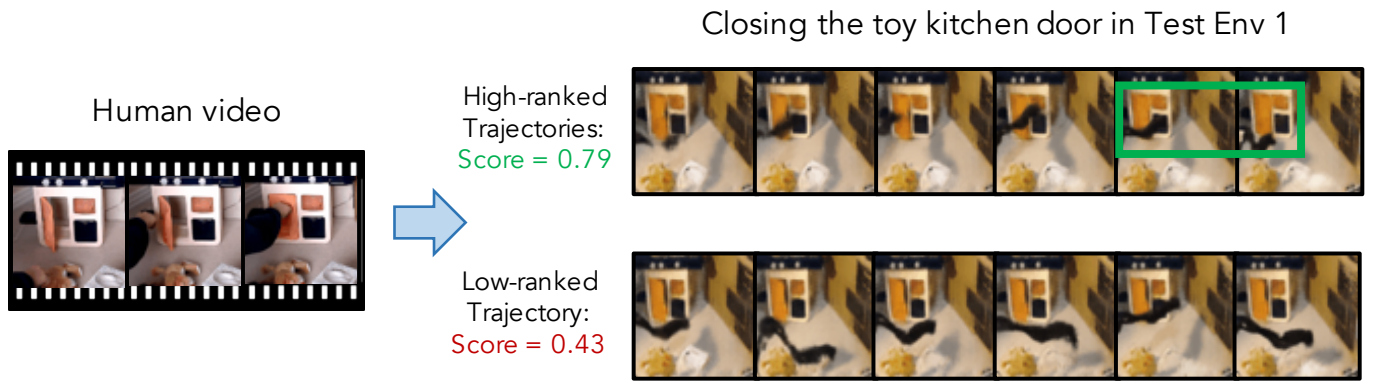 Closing the toy kitchen door in Test Env 1
Human video
High-ranked
Trajectories:
Score = 0.79
Low-ranked
Trajectory:
Score = 0.43